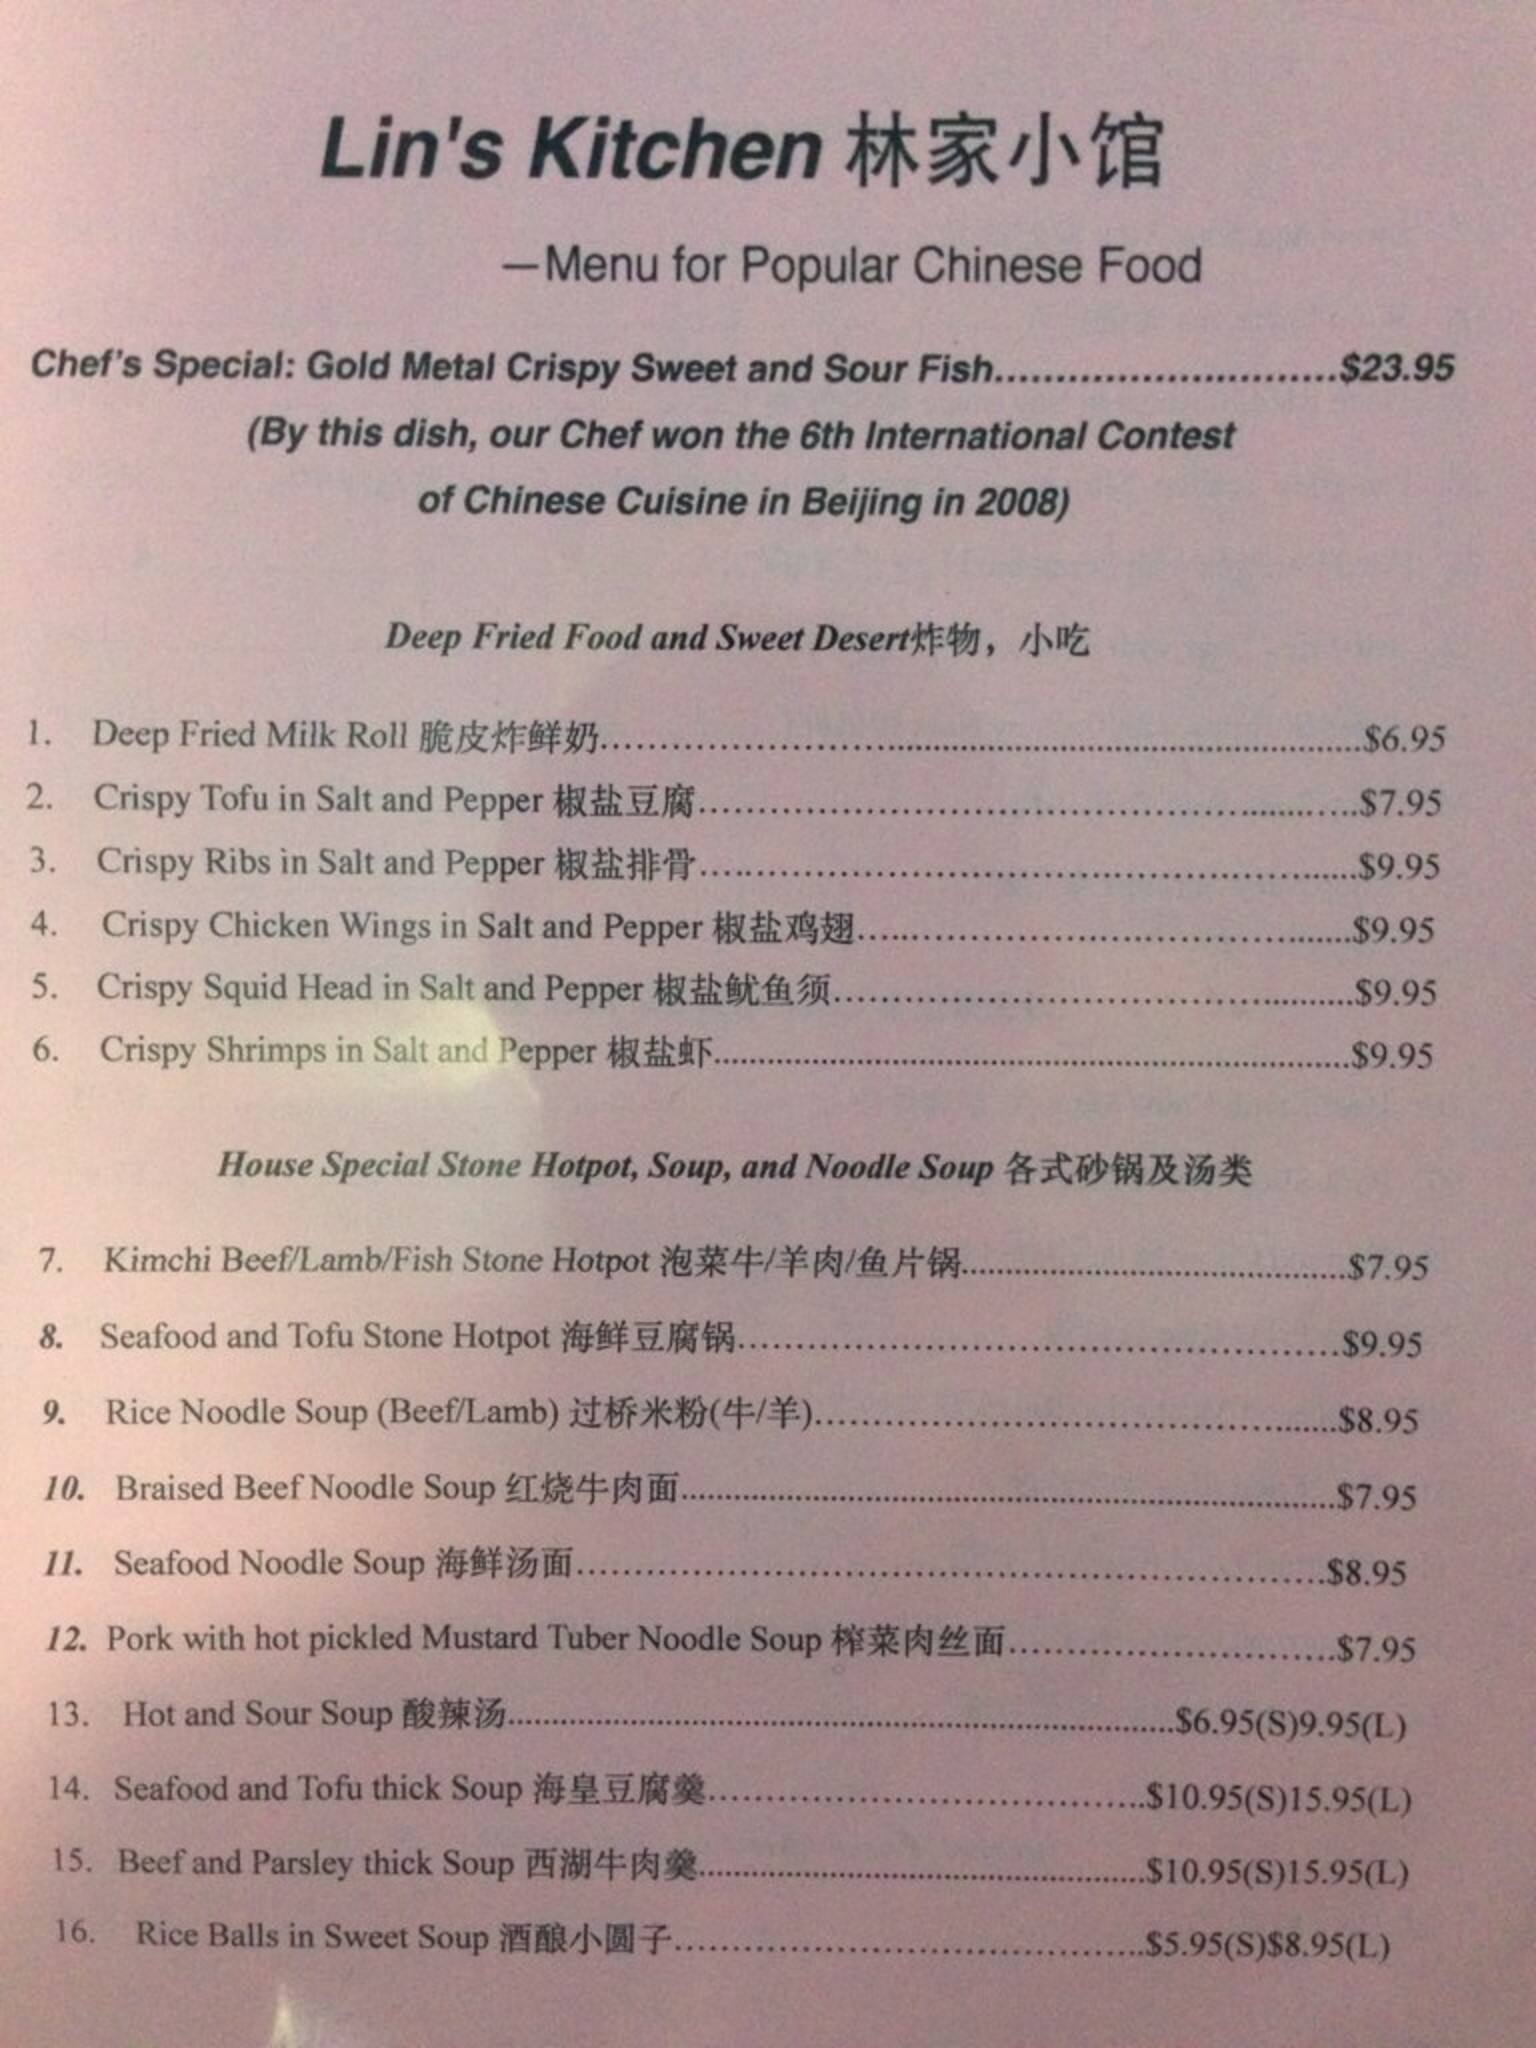 Lin's Kitchen 林家小馆
—Menu for Popular Chinese Food
Chef's Special: Gold Metal Crispy Sweet and Sour Fish..............................$23.95
(By this dish, our Chef won the 6th International Contest
of Chinese Cuisine in Beijing in 2008)
Deep Fried Food and Sweet Desert炸物，小吃
1. Deep Fried Milk Roll 脆皮炸鲜奶..............................$6.95
2. Crispy Tofu in Salt and Pepper 椒盐豆腐..............................$7.95
3. Crispy Ribs in Salt and Pepper 椒盐排骨..............................$9.95
4. Crispy Chicken Wings in Salt and Pepper 椒盐鸡翅..............................$9.95
5. Crispy Squid Head in Salt and Pepper 椒盐鱿鱼须..............................$9.95
6. Crispy Shrimps in Salt and Pepper 椒盐虾..............................$9.95
House Special Stone Hotpot, Soup, and Noodle Soup 各式砂锅及汤类
7. Kimchi Beef/Lamb/Fish Stone Hotpot 泡菜牛/羊肉/鱼片锅..............................$7.95
8. Seafood and Tofu Stone Hotpot 海鲜豆腐锅..............................$9.95
9. Rice Noodle Soup (Beef/Lamb) 过桥米粉(牛/羊)..............................$8.95
10. Braised Beef Noodle Soup 红烧牛肉面..............................$7.95
11. Seafood Noodle Soup 海鲜汤面..............................$8.95
12. Pork with hot pickled Mustard Tuber Noodle Soup 榨菜肉丝面..............................$7.95
13. Hot and Sour Soup 酸辣汤..............................$6.95(S)9.95(L)
14. Seafood and Tofu thick Soup 海皇豆腐羹..............................$10.95(S)15.95(L)
15. Beef and Parsley thick Soup 西湖牛肉羹..............................$10.95(S)15.95(L)
16. Rice Balls in Sweet Soup 酒酿小圆子..............................$5.95(S)$8.95(L)